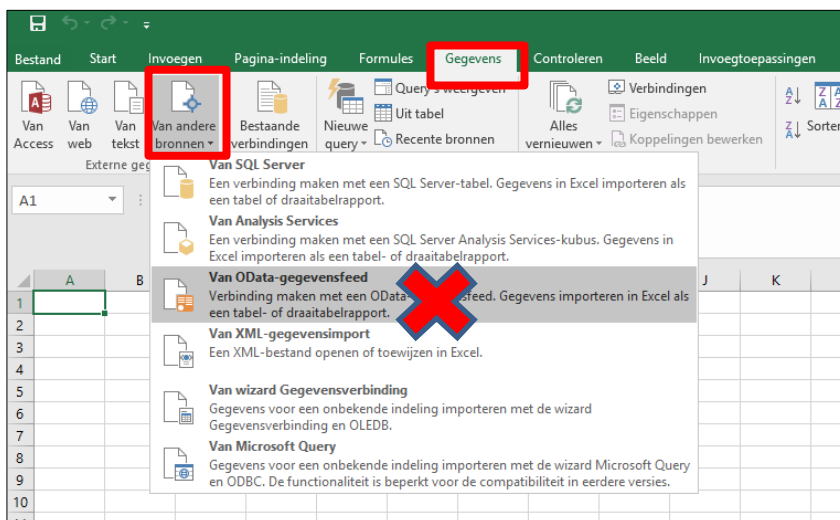 Bestand Start Invoegen Pagina-indeling Formules Gegevens Controleren Beeld Invoegtoepassingen
Van Access
Van web
Van tekst
Van andere bronnen
Bestaande verbindingen
Nieuwe query
Query's weergeven
Uit tabel
Recente bronnen
Alles vernieuwen
Verbindingen
Eigenschappen
Koppelingen bewerken
Sorter
Externe geg
A1
Van SQL Server
Een verbinding maken met een SQL Server-tabel. Gegevens in Excel importeren als
een tabel of draaitabelrapport.
Van Analysis Services
Een verbinding maken met een SQL Server Analysis Services-kubus. Gegevens in
Excel importeren als een tabel- of draaitabelrapport.
Van OData-gegevensfeed
Verbinding maken met een OData- sfeed. Gegevens importeren in Excel als
een tabel- of draaitabelrapport.
Van XML-gegevensimport
Een XML-bestand openen of toewijzen in Excel.
Van wizard Gegevensverbinding
Gegevens voor een onbekende indeling importeren met de wizard
Gegevensverbinding en OLEDB.
Van Microsoft Query
Gegevens voor een onbekende indeling importeren met de wizard Microsoft Query
en ODBC. De functionaliteit is beperkt voor de compatibiliteit in eerdere versies.
A B J K
1
2
3
4
5
6
7
8
9
10